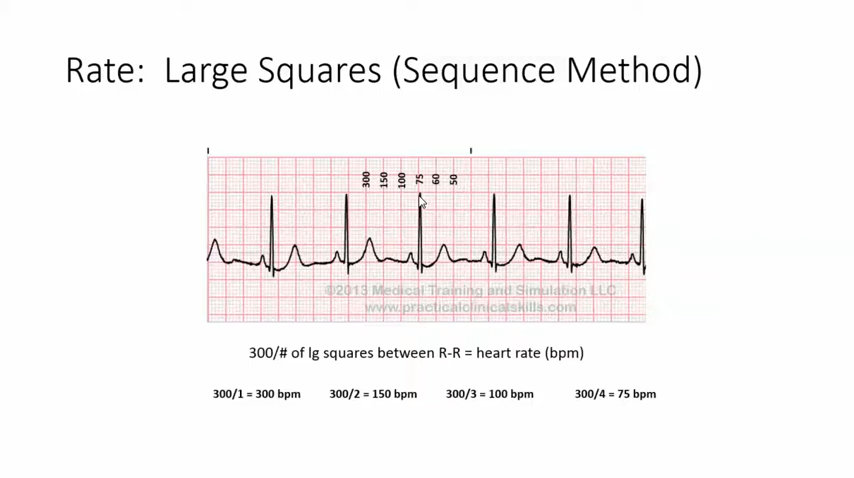 Rate: Large Squares (Sequence Method)
300 150 100 75 60 50
©2013 Medical Training and Simulation LLC
www.practicalclinicalskills.com
300/# of lg squares between R-R = heart rate (bpm)
300/1 = 300 bpm 300/2 = 150 bpm 300/3 = 100 bpm 300/4 = 75 bpm